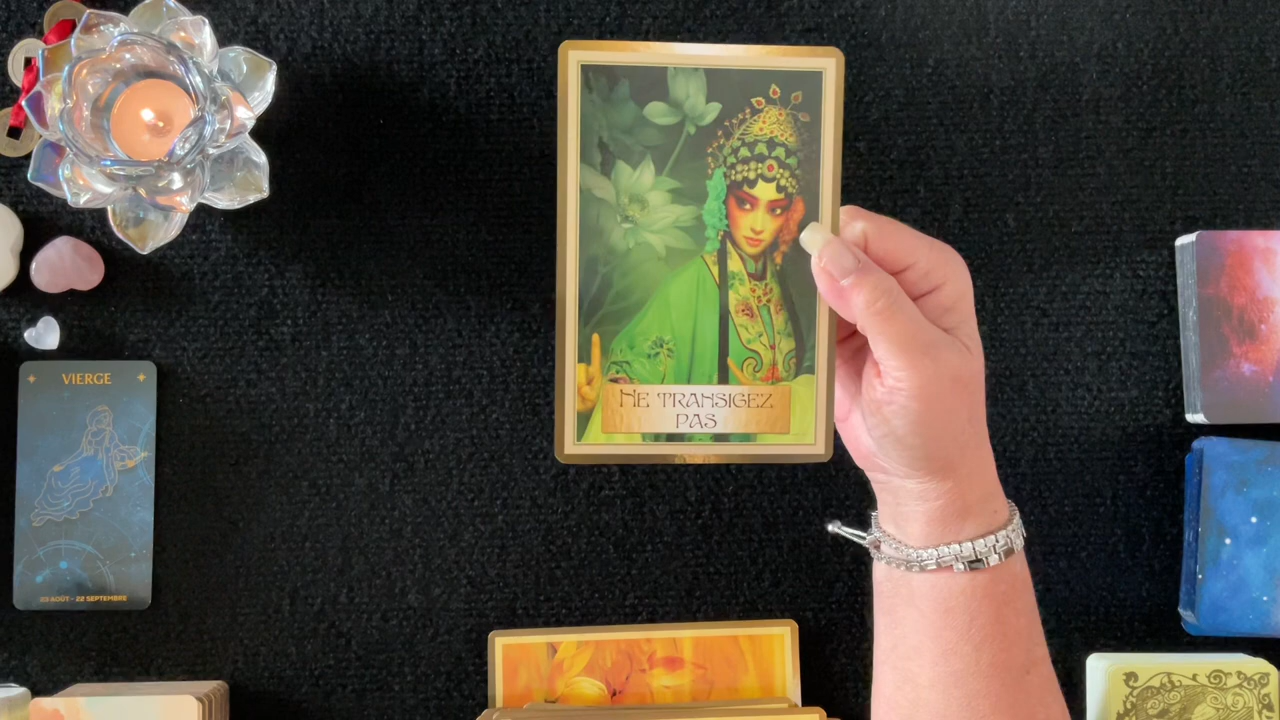 NE TRANSIGEZ
PAS
VIERGE
23 AOÛT - 22 SEPTEMBRE